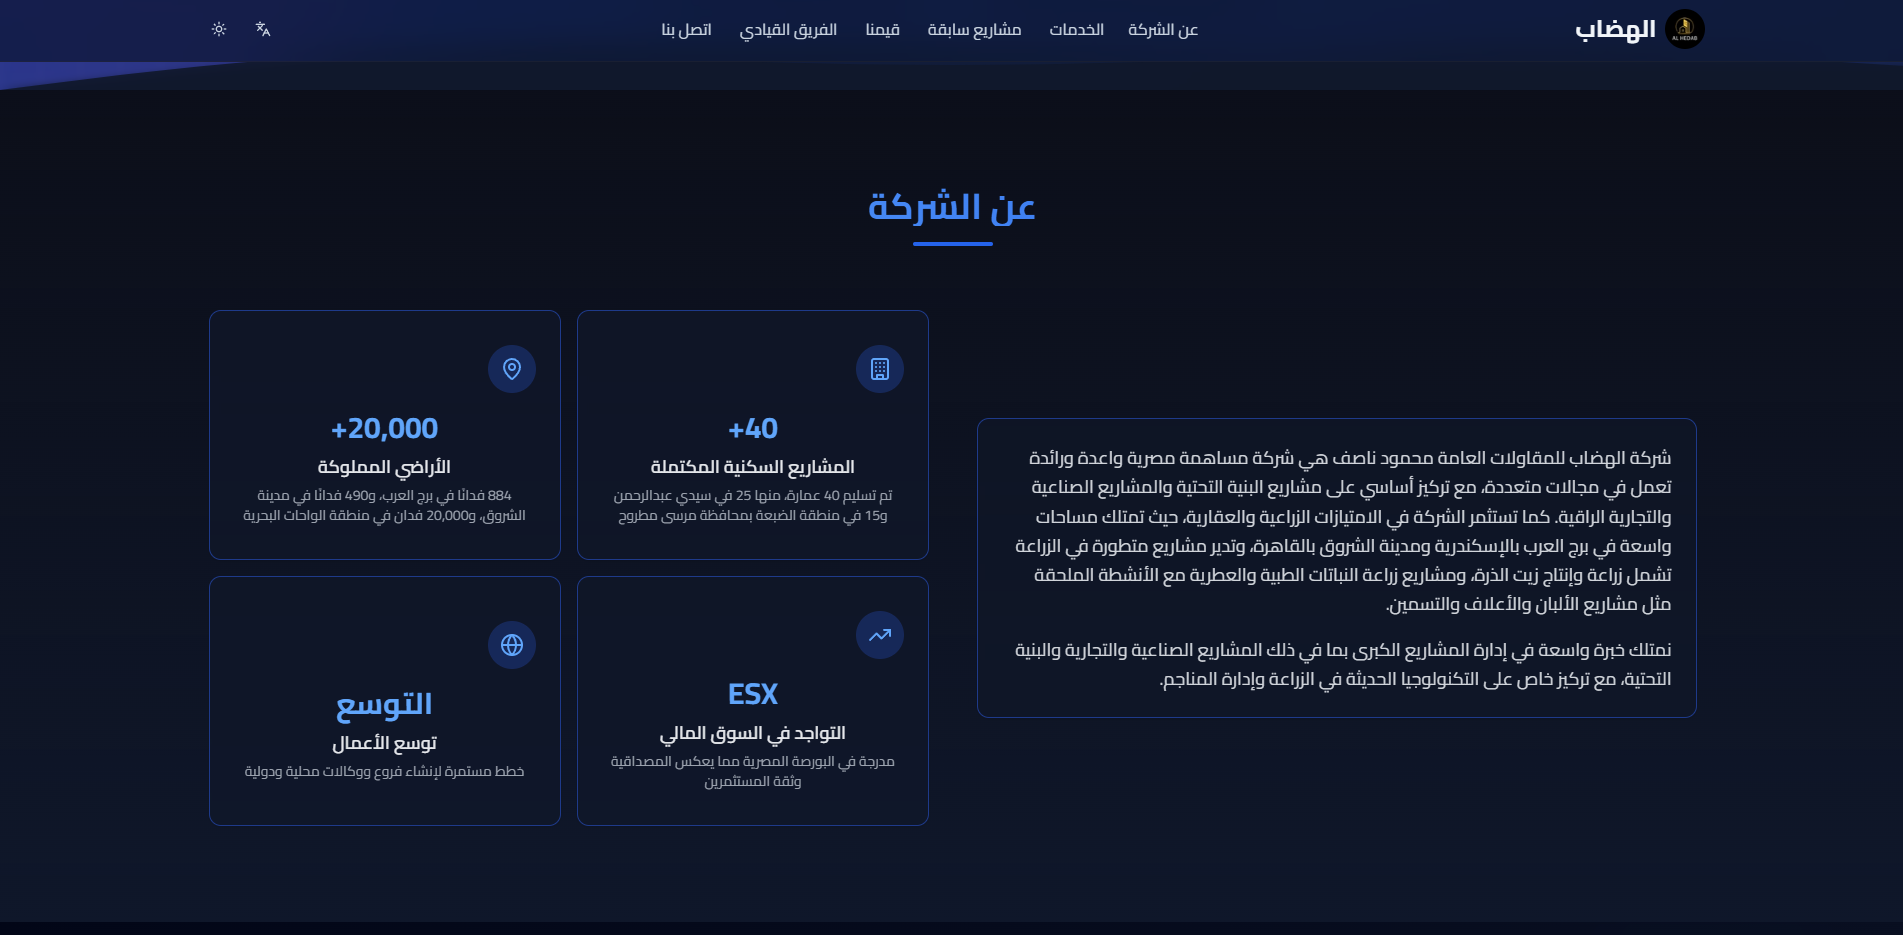 الهضاب
AL HEDAB
عن الشركة
الخدمات
مشاريع سابقة
قيمنا
الفريق القيادي
اتصل بنا
عن الشركة
شركة الهضاب للمقاولات العامة محمود ناصف هي شركة مساهمة مصرية واعدة ورائدة
تعمل في مجالات متعددة، مع تركيز أساسي على مشاريع البنية التحتية والمشاريع الصناعية
والتجارية الراقية. كما تستثمر الشركة في الامتيازات الزراعية والعقارية، حيث تمتلك مساحات
واسعة في برج العرب بالإسكندرية ومدينة الشروق بالقاهرة، وتدير مشاريع متطورة في الزراعة
تشمل زراعة وإنتاج زيت الذرة، ومشاريع زراعة النباتات الطبية والعطرية مع الأنشطة الملحقة
مثل مشاريع الألبان والأعلاف والتسمين.
نمتلك خبرة واسعة في إدارة المشاريع الكبرى بما في ذلك المشاريع الصناعية والتجارية والبنية
التحتية، مع تركيز خاص على التكنولوجيا الحديثة في الزراعة وإدارة المناجم.
+40
المشاريع السكنية المكتملة
تم تسليم 40 عمارة، منها 25 في سيدي عبدالرحمن
و15 في منطقة الضبعة بمحافظة مرسى مطروح
+20,000
الأراضي المملوكة
884 فدانًا في برج العرب، و490 فدانًا في مدينة
الشروق، و20,000 فدان في منطقة الواحات البحرية
ESX
التواجد في السوق المالي
مدرجة في البورصة المصرية مما يعكس المصداقية
وثقة المستثمرين
التوسع
توسع الأعمال
خطط مستمرة لإنشاء فروع ووكالات محلية ودولية